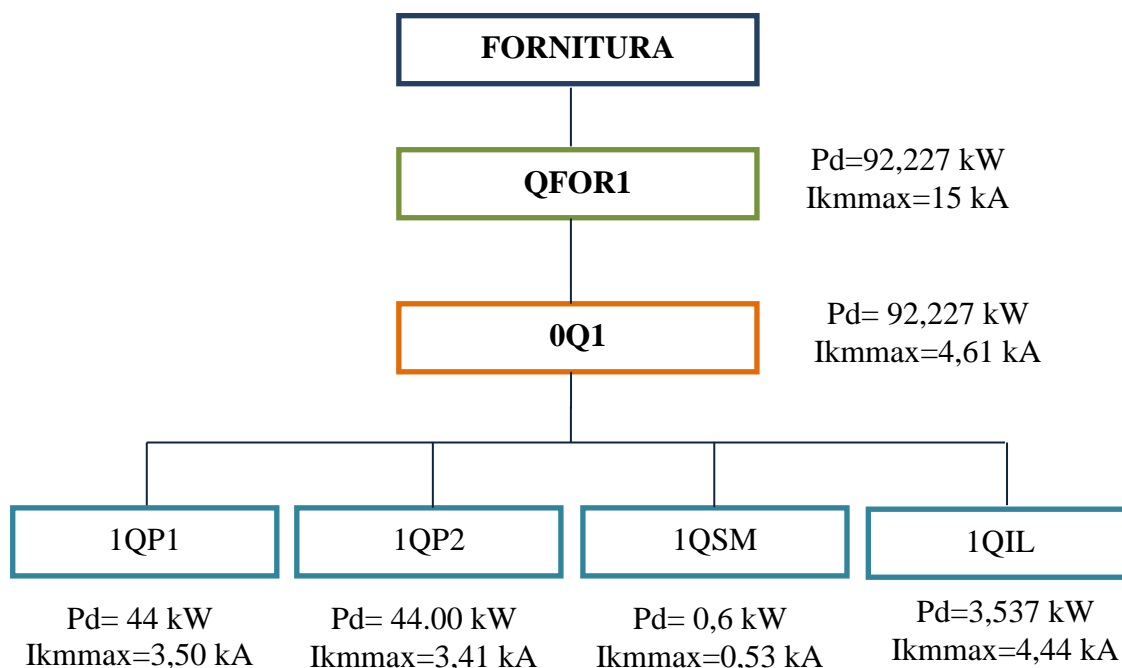 FORNITURA
QFOR1
Pd=92,227 kW
Ikmmax=15 kA
0Q1
Pd= 92,227 kW
Ikmmax=4,61 kA
1QP1
1QP2
1QSM
1QIL
Pd= 44 kW
Ikmmax=3,50 kA
Pd= 44.00 kW
Ikmmax=3,41 kA
Pd= 0,6 kW
Ikmmax=0,53 kA
Pd=3,537 kW
Ikmmax=4,44 kA